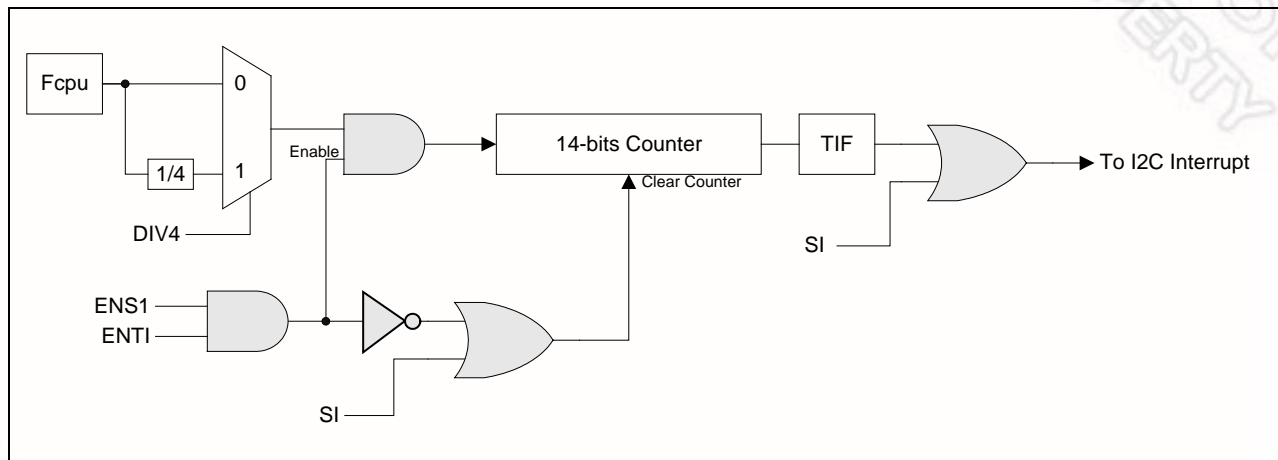 Fcpu
0
1/4
1
DIV4
Enable
14-bits Counter
Clear Counter
TIF
To I2C Interrupt
SI
ENS1
ENTI
SI